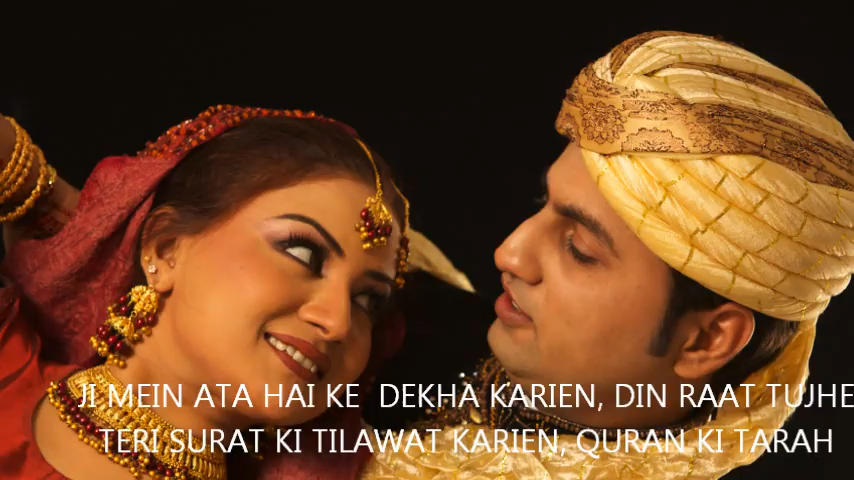 JI MEIN ATA HAI KE  DEKHA KARIEN, DIN RAAT TUJHE
TERI SURAT KI TILAWAT KARIEN, QURAN KI TARAH